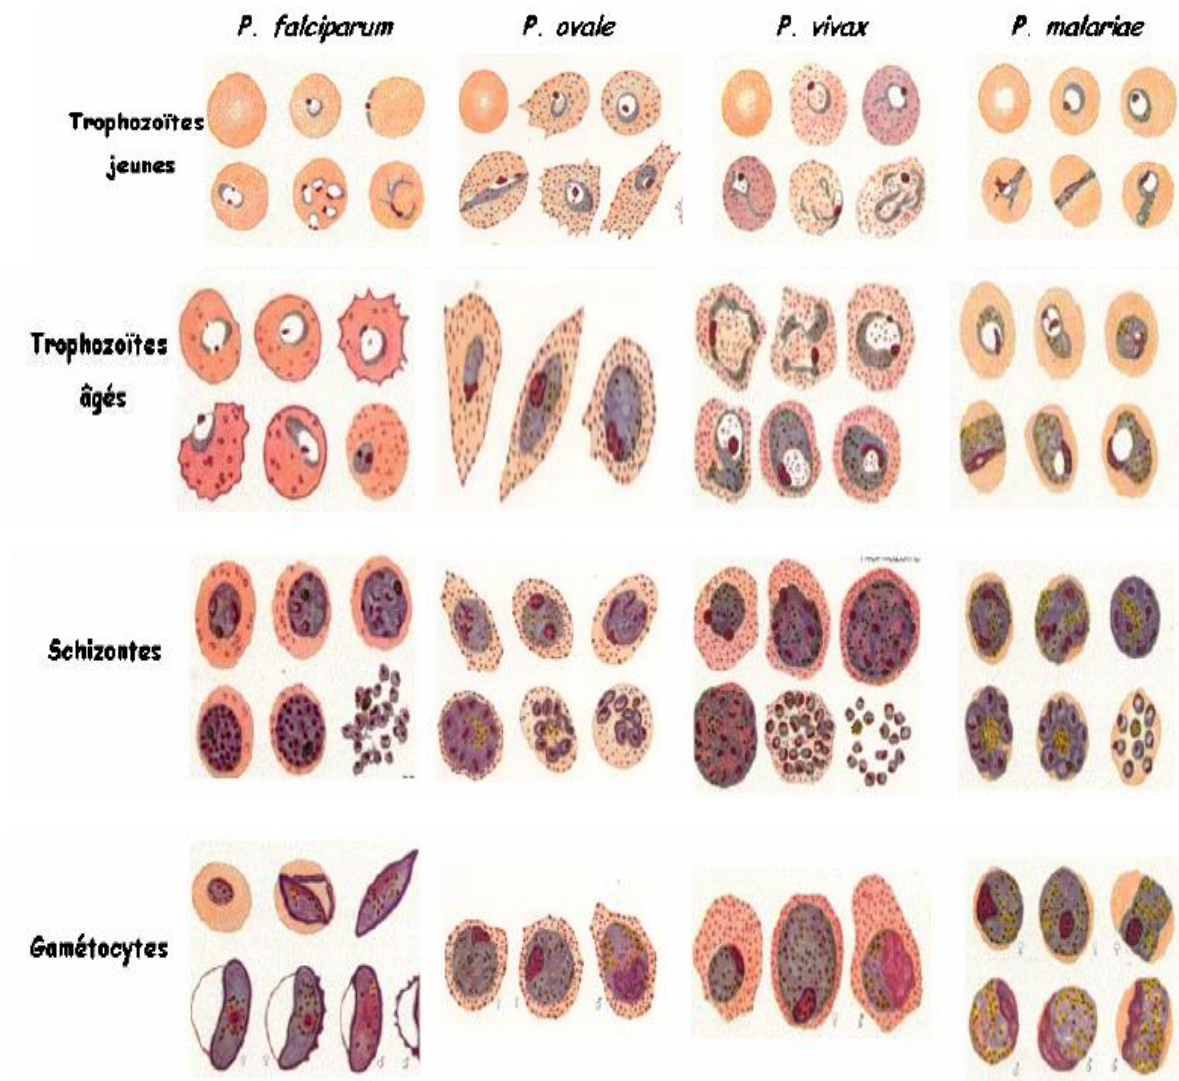 P. falciparum P. ovale P. vivax P. malariae
Trophozoïtes
jeunes
Trophozoïtes
âgés
Schizontes
Gamétocytes